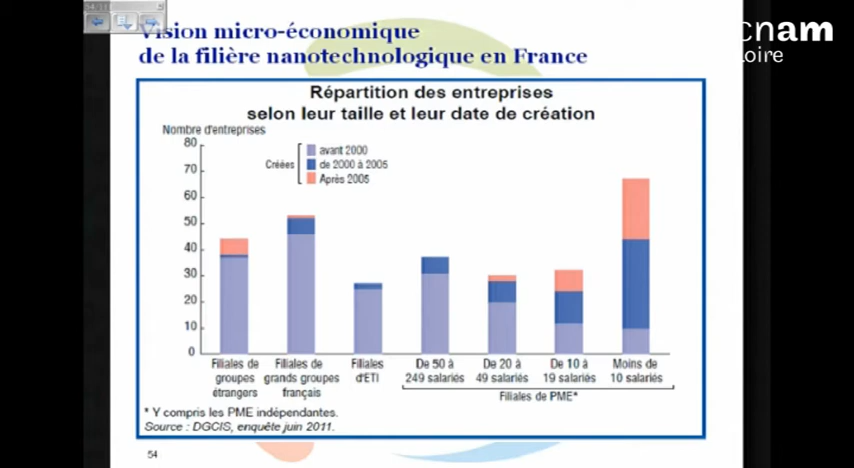 54/11
Vision micro-économique
de la filière nanotechnologique en France
cnam
Loire
Répartition des entreprises
selon leur taille et leur date de création
Nombre d'entreprises
80
70
60
50
40
30
20
10
0
Créées
avant 2000
de 2000 à 2005
Après 2005
Filiales de
groupes
étrangers
Filiales de
grands groupes
français
Filiales
d'ETI
De 50 à
249 salariés
De 20 à
49 salariés
De 10 à
19 salariés
Moins de
10 salariés
Filiales de PME*
* Y compris les PME indépendantes.
Source : DGCIS, enquête juin 2011.
54